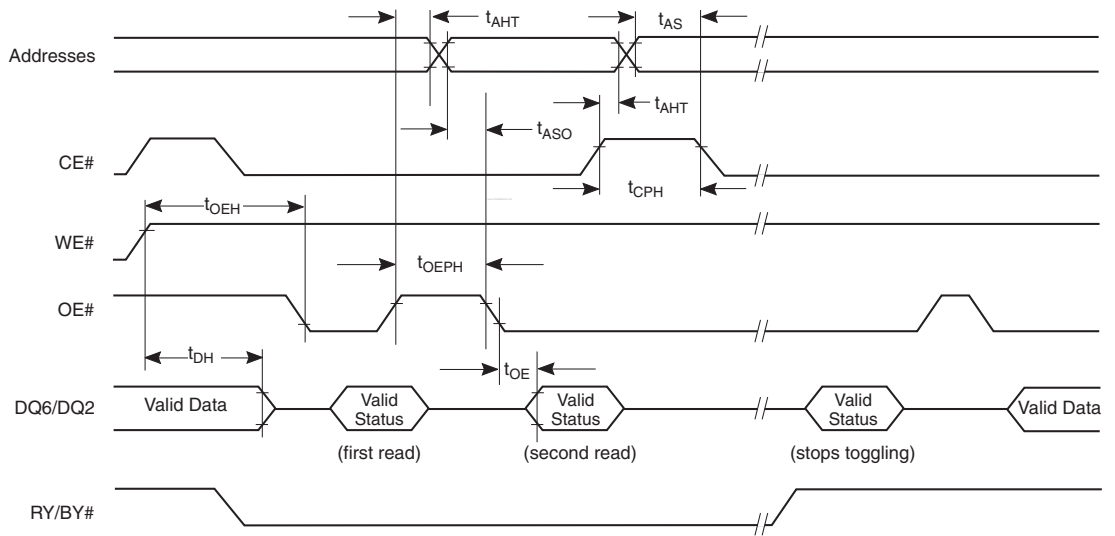 tAHT
tAS
Addresses
tAHT
tASO
CE#
tCPH
tOEH
WE#
tOEPH
OE#
tDH
tOE
DQ6/DQ2
Valid Data
Valid
Status
Valid
Status
Valid
Status
Valid Data
(first read)
(second read)
(stops toggling)
RY/BY#